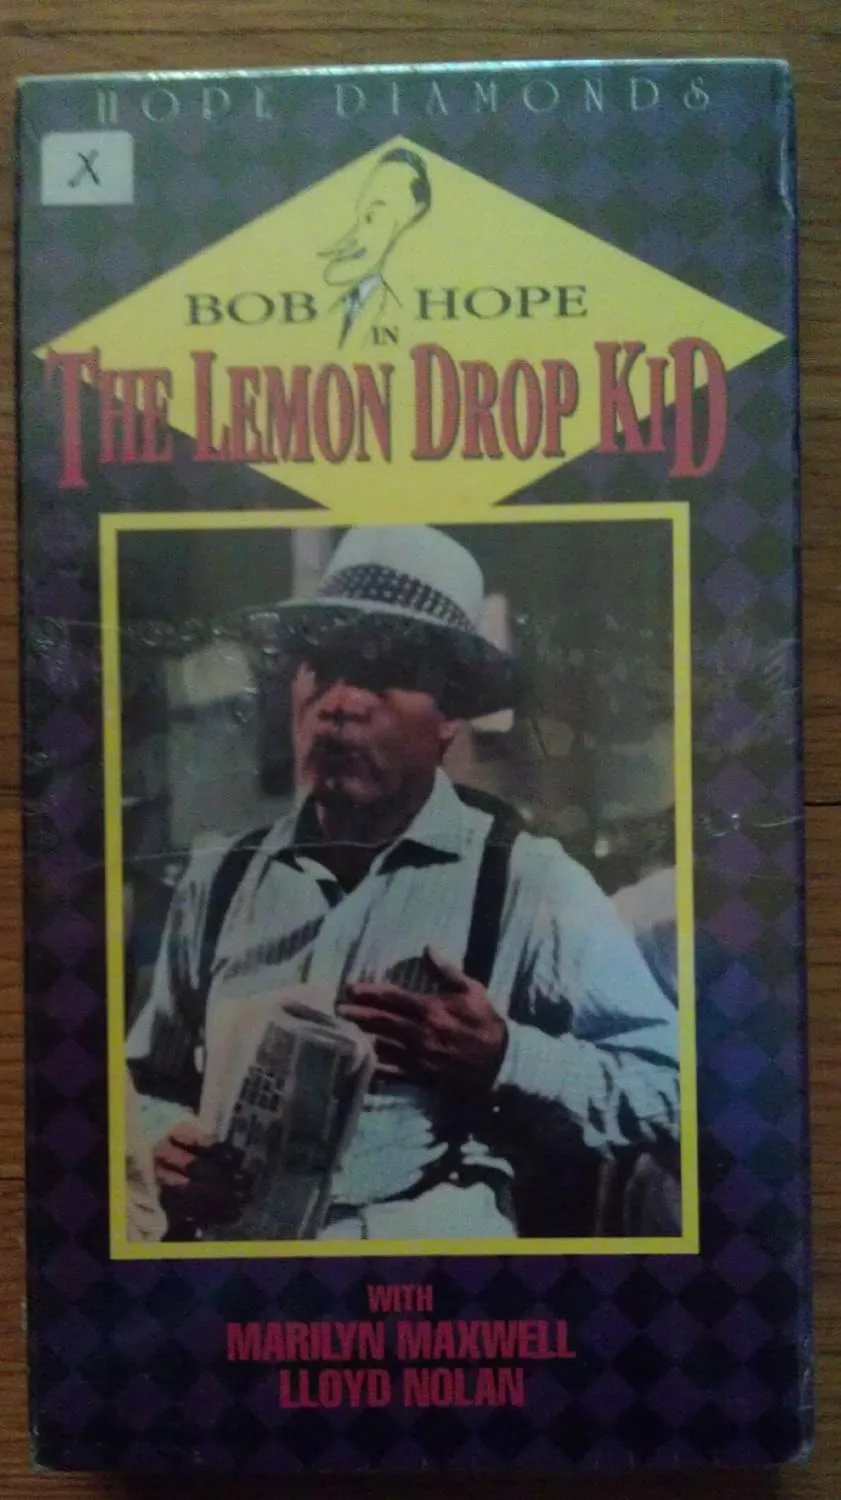 HOPE DIAMONDS
X
BOB HOPE
IN
THE LEMON DROP KID
WITH
MARILYN MAXWELL
LLOYD NOLAN